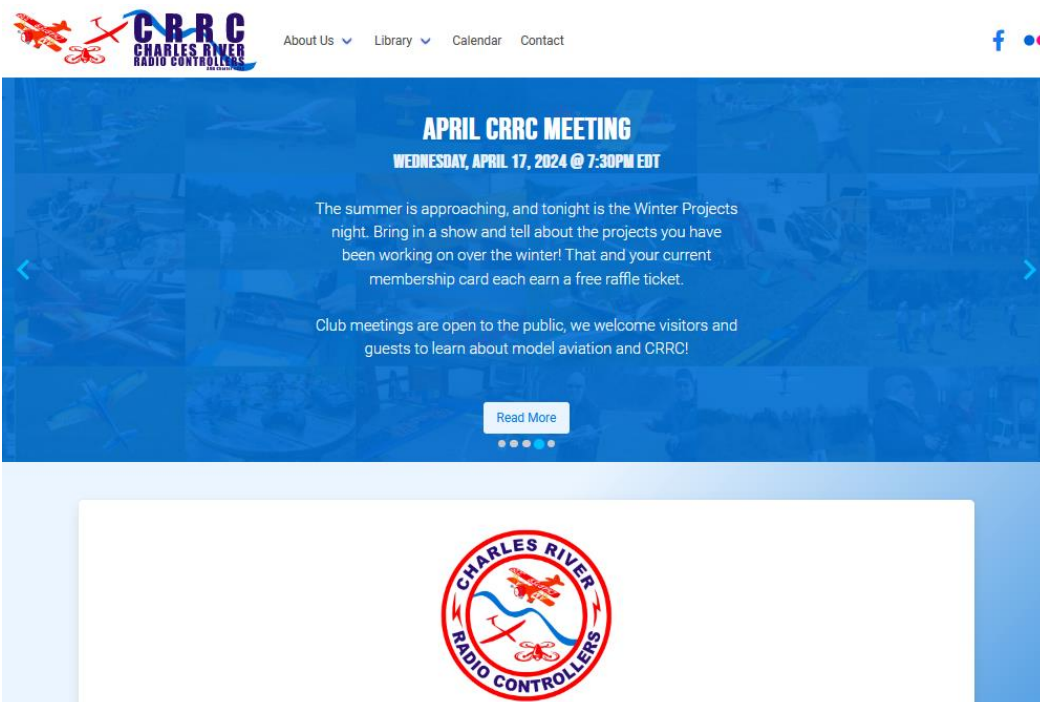 CRRC
CHARLES RIVER
RADIO CONTROLLERS
About Us
Library
Calendar
Contact
APRIL CRRC MEETING
WEDNESDAY, APRIL 17, 2024 @ 7:30PM EDT
The summer is approaching, and tonight is the Winter Projects
night. Bring in a show and tell about the projects you have
been working on over the winter! That and your current
membership card each earn a free raffle ticket.
Club meetings are open to the public, we welcome visitors and
guests to learn about model aviation and CRRC!
Read More
CHARLES RIVER
RADIO CONTROLLERS